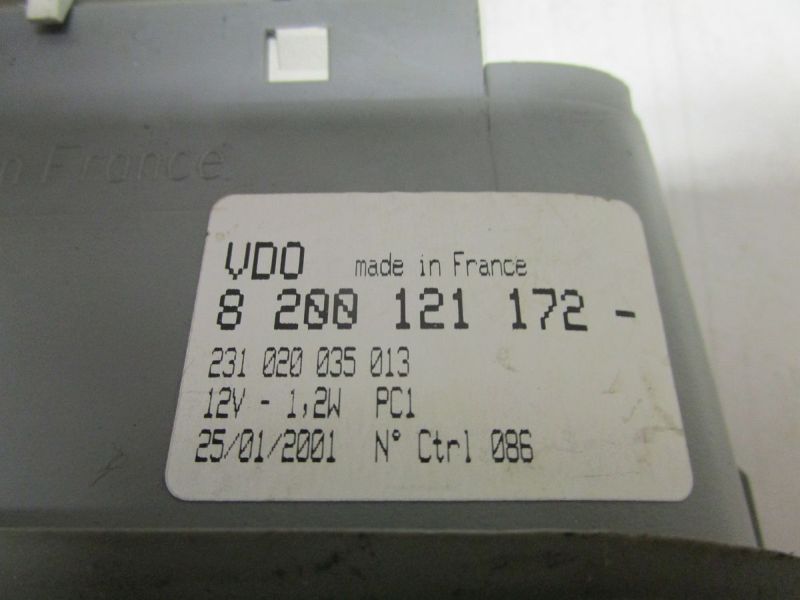 n France
VDO made in France
8 200 121 172 -
231 020 035 013
12V - 1,2W PC1
25/01/2001 N° Ctrl 086